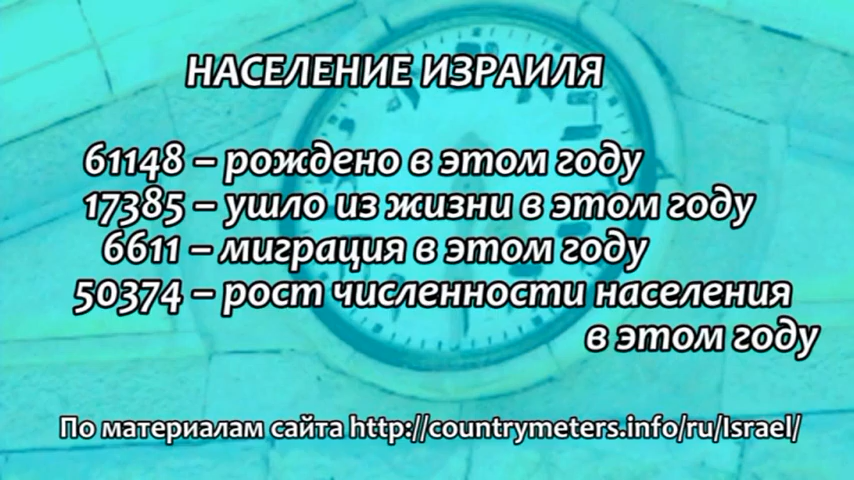 НАСЕЛЕНИЕ ИЗРАИЛЯ
61148 – рождено в этом году
17385 – ушло из жизни в этом году
6611 – миграция в этом году
50374 – рост численности населения
в этом году
По материалам сайта http://countrymeters.info/ru/Israel/